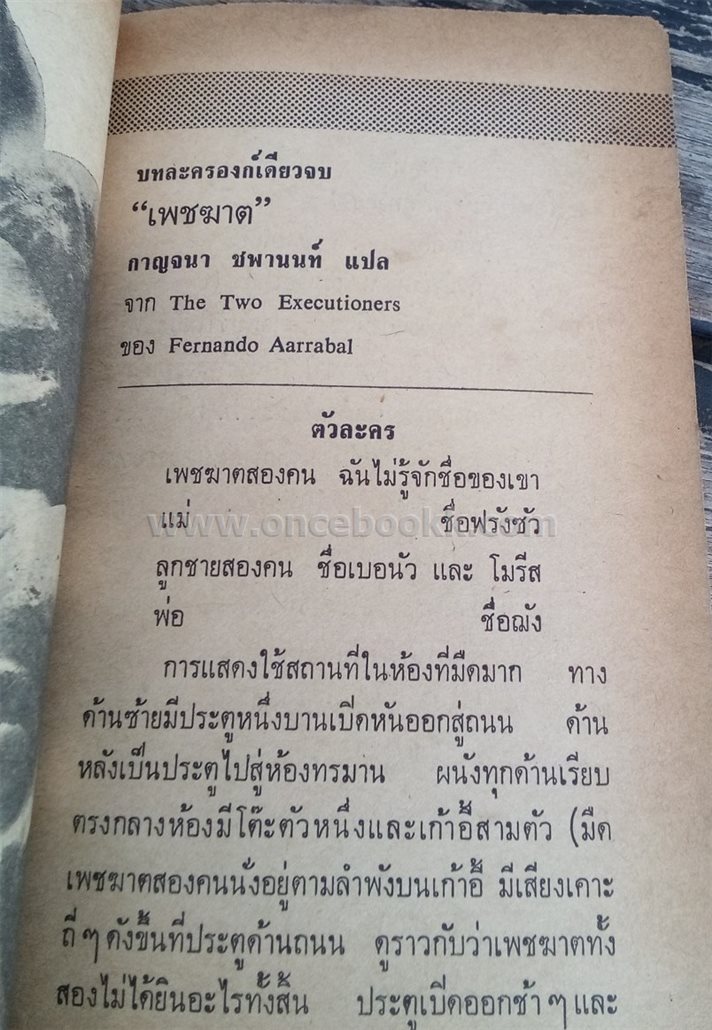 บทละครองก์เดียวจบ
“เพชฆาต”
กาญจนา ชพานนท์ แปล
จาก The Two Executioners
ของ Fernando Aarrabal
ตัวละคร
เพชฆาตสองคน ฉันไม่รู้จักชื่อของเขา
แม่ ชื่อฟรังซัว
www.onceboo
ลูกชายสองคน ชื่อเบอนัว และ โมรีส
พ่อ ชื่อฌัง
การแสดงใช้สถานที่ในห้องที่มืดมาก ทาง
ด้านซ้ายมีประตูหนึ่งบานเปิดหันออกสู่ถนน ด้าน
หลังเป็นประตูไปสู่ห้องทรมาน ผนังทุกด้านเรียบ
ตรงกลางห้องมีโต๊ะตัวหนึ่งและเก้าอี้สามตัว (มืด
เพชฆาตสองคนนั่งอยู่ตามลำพังบนเก้าอี้ มีเสียงเคาะ
ถี่ๆ ดังขึ้นที่ประตูด้านถนน ดูราวกับว่าเพชฆาตทั้ง
สองไม่ได้ยินอะไรทั้งสิ้น ประตูเปิดออกช้าๆ และ